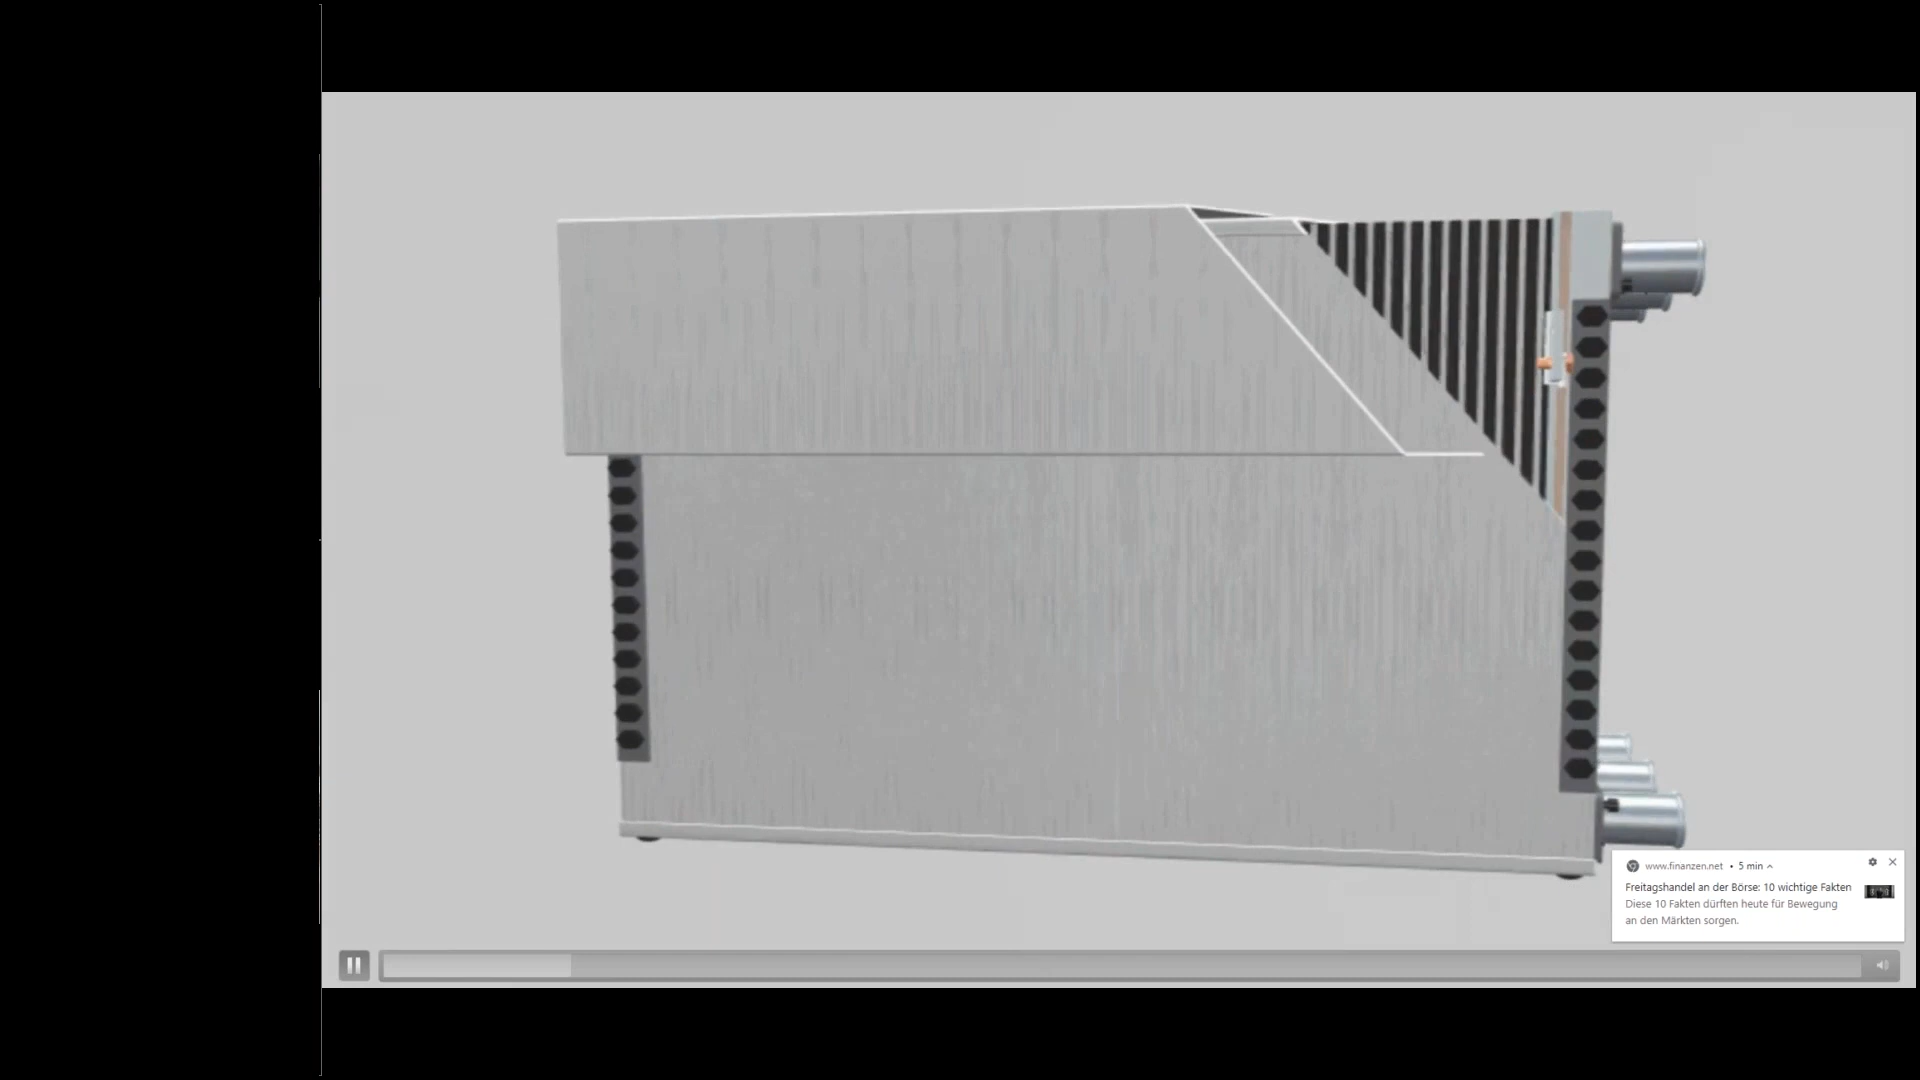 www.finanzen.net • 5 min
Freitagshandel an der Börse: 10 wichtige Fakten
Diese 10 Fakten dürften heute für Bewegung
an den Märkten sorgen.